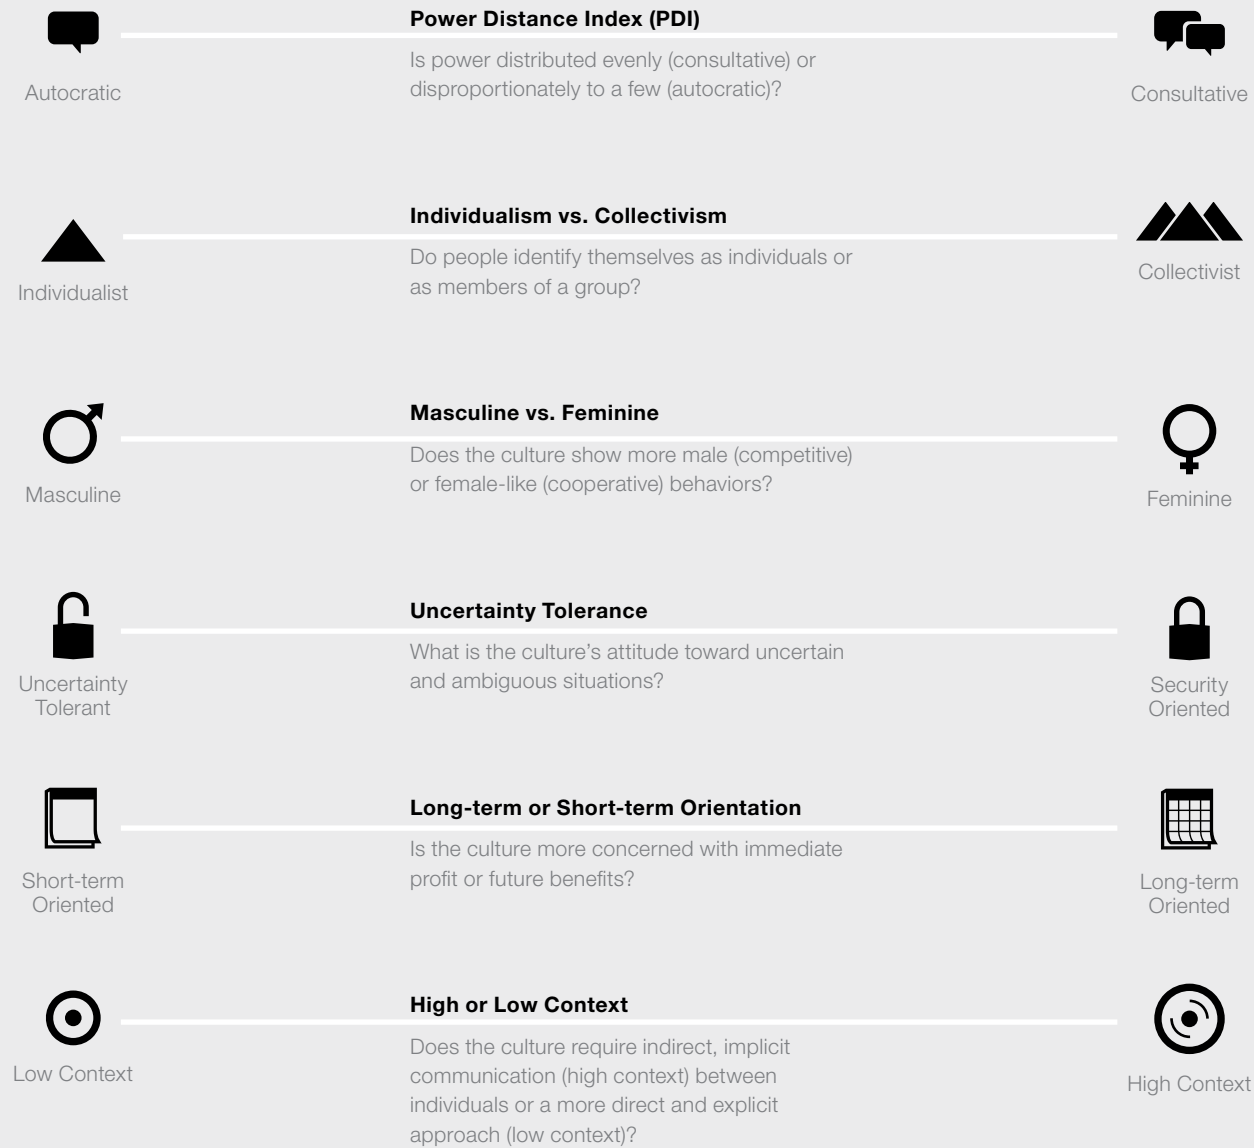 Power Distance Index (PDI)
Is power distributed evenly (consultative) or
disproportionately to a few (autocratic)?
Autocratic
Consultative
Individualism vs. Collectivism
Do people identify themselves as individuals or
as members of a group?
Individualist
Collectivist
Masculine vs. Feminine
Does the culture show more male (competitive)
or female-like (cooperative) behaviors?
Masculine
Feminine
Uncertainty Tolerance
What is the culture’s attitude toward uncertain
and ambiguous situations?
Uncertainty
Tolerant
Security
Oriented
Long-term or Short-term Orientation
Is the culture more concerned with immediate
profit or future benefits?
Short-term
Oriented
Long-term
Oriented
High or Low Context
Does the culture require indirect, implicit
communication (high context) between
individuals or a more direct and explicit
approach (low context)?
Low Context
High Context